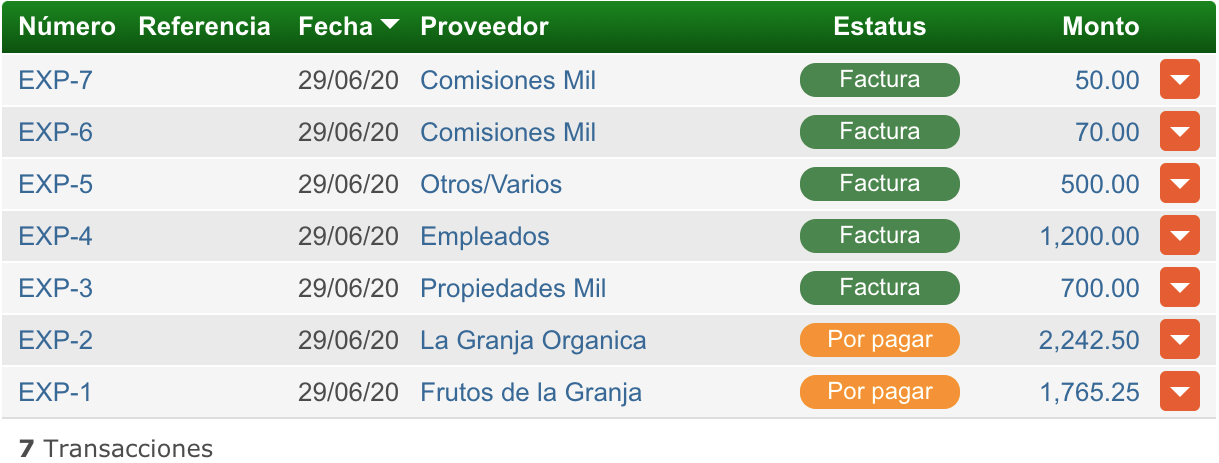 Número Referencia Fecha Proveedor Estatus Monto
EXP-7 29/06/20 Comisiones Mil Factura 50.00
EXP-6 29/06/20 Comisiones Mil Factura 70.00
EXP-5 29/06/20 Otros/Varios Factura 500.00
EXP-4 29/06/20 Empleados Factura 1,200.00
EXP-3 29/06/20 Propiedades Mil Factura 700.00
EXP-2 29/06/20 La Granja Organica Por pagar 2,242.50
EXP-1 29/06/20 Frutos de la Granja Por pagar 1,765.25
7 Transacciones